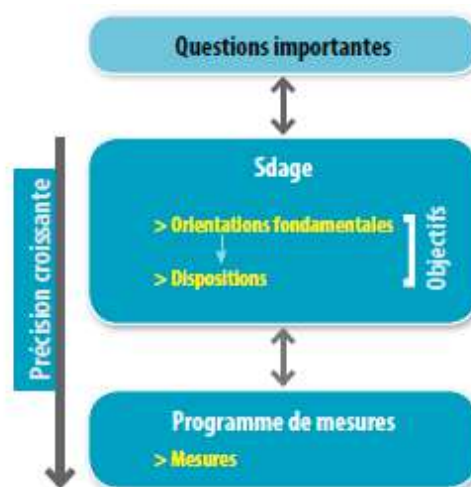 Questions importantes
Précision croissante
Sdage
> Orientations fondamentales
> Dispositions
Objectifs
Programme de mesures
> Mesures